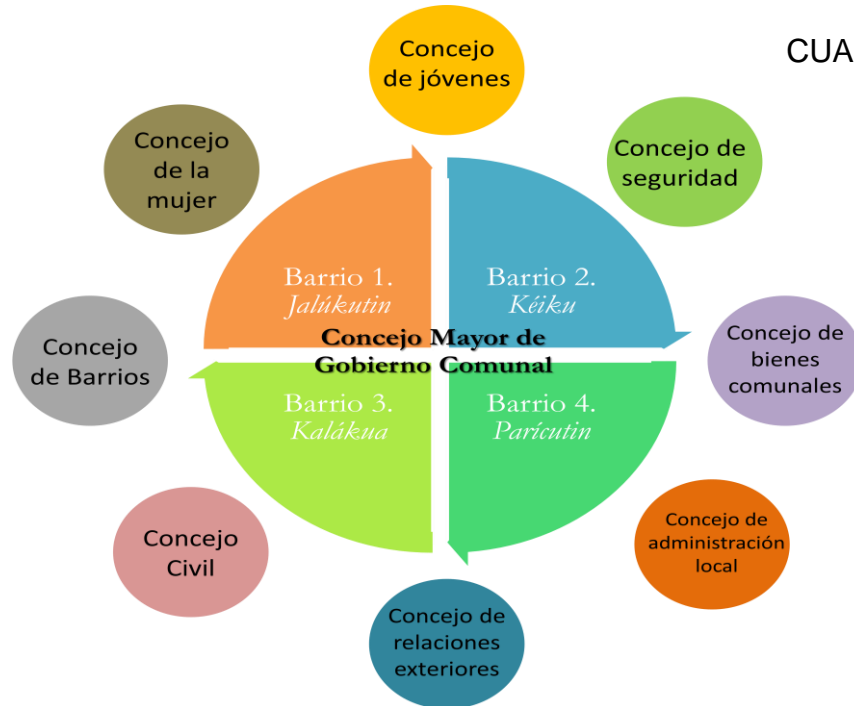 Concejo
de jóvenes
CUA
Concejo
de la
mujer
Concejo de
seguridad
Barrio 1.
Jalúkutin
Barrio 2.
Kéiku
Concejo
de Barrios
Concejo Mayor de
Gobierno Comunal
Concejo de
bienes
comunales
Barrio 3.
Kalákua
Barrio 4.
Parícutin
Concejo
Civil
Concejo de
administración
local
Concejo de
relaciones
exteriores